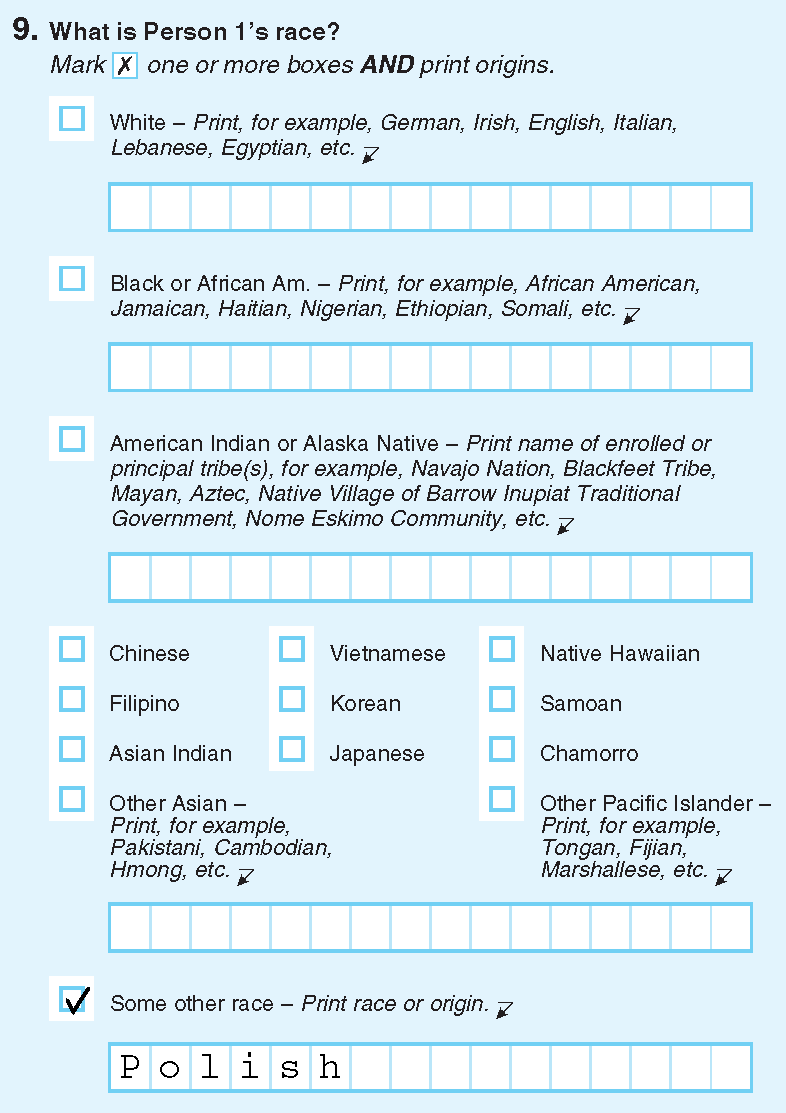 9. What is Person 1's race?
Mark ✗ one or more boxes AND print origins.
White – Print, for example, German, Irish, English, Italian,
Lebanese, Egyptian, etc.
Black or African Am. – Print, for example, African American,
Jamaican, Haitian, Nigerian, Ethiopian, Somali, etc.
American Indian or Alaska Native – Print name of enrolled or
principal tribe(s), for example, Navajo Nation, Blackfeet Tribe,
Mayan, Aztec, Native Village of Barrow Inupiat Traditional
Government, Nome Eskimo Community, etc.
Chinese
Vietnamese
Native Hawaiian
Filipino
Korean
Samoan
Asian Indian
Japanese
Chamorro
Other Asian –
Print, for example,
Pakistani, Cambodian,
Hmong, etc.
Other Pacific Islander –
Print, for example,
Tongan, Fijian,
Marshallese, etc.
Some other race – Print race or origin.
Polish